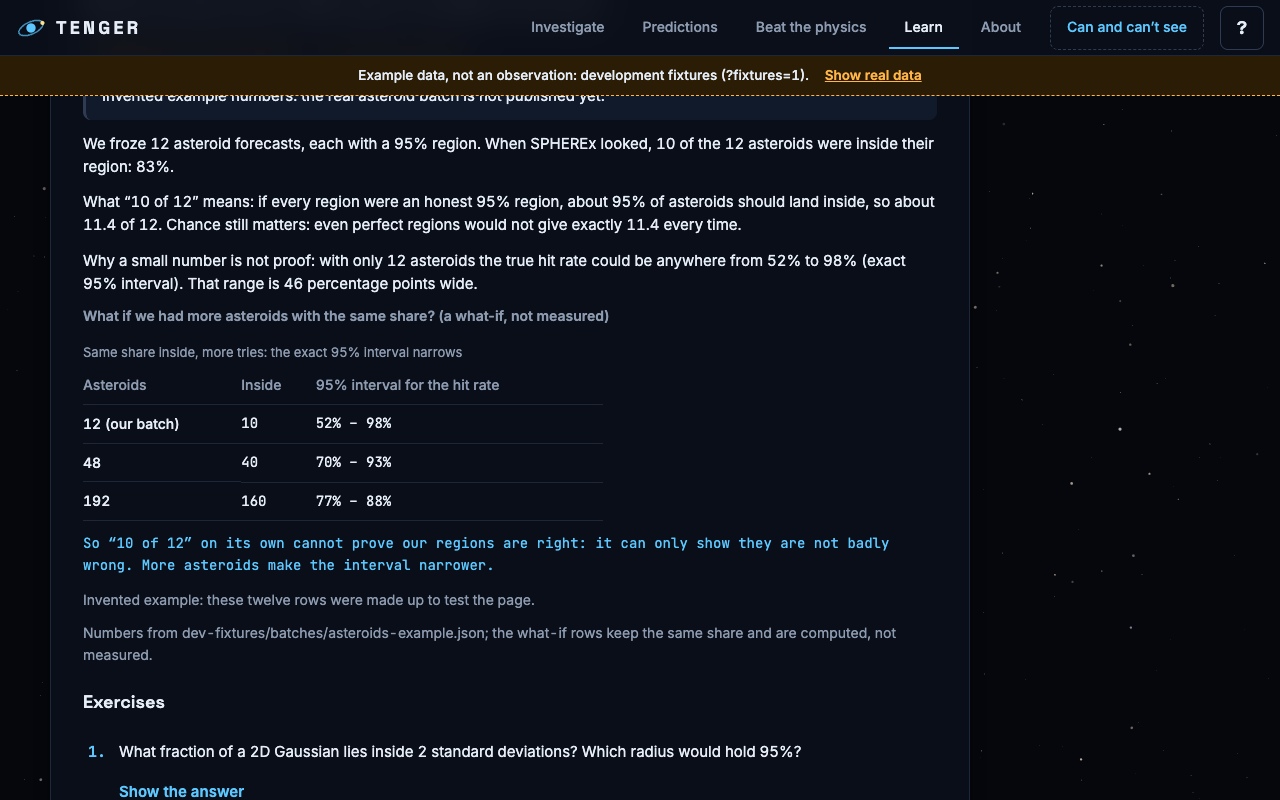 TENGER
Investigate
Predictions
Beat the physics
Learn
About
Can and can't see
?
Example data, not an observation: development fixtures (?fixtures=1). Show real data
Invented example numbers: the real asteroid batch is not published yet.
We froze 12 asteroid forecasts, each with a 95% region. When SPHEREx looked, 10 of the 12 asteroids were inside their
region: 83%.
What “10 of 12” means: if every region were an honest 95% region, about 95% of asteroids should land inside, so about
11.4 of 12. Chance still matters: even perfect regions would not give exactly 11.4 every time.
Why a small number is not proof: with only 12 asteroids the true hit rate could be anywhere from 52% to 98% (exact
95% interval). That range is 46 percentage points wide.
What if we had more asteroids with the same share? (a what-if, not measured)
Same share inside, more tries: the exact 95% interval narrows
Asteroids Inside 95% interval for the hit rate
12 (our batch) 10 52% – 98%
48 40 70% – 93%
192 160 77% – 88%
So “10 of 12” on its own cannot prove our regions are right: it can only show they are not badly
wrong. More asteroids make the interval narrower.
Invented example: these twelve rows were made up to test the page.
Numbers from dev-fixtures/batches/asteroids-example.json; the what-if rows keep the same share and are computed, not
measured.
Exercises
1. What fraction of a 2D Gaussian lies inside 2 standard deviations? Which radius would hold 95%?
Show the answer